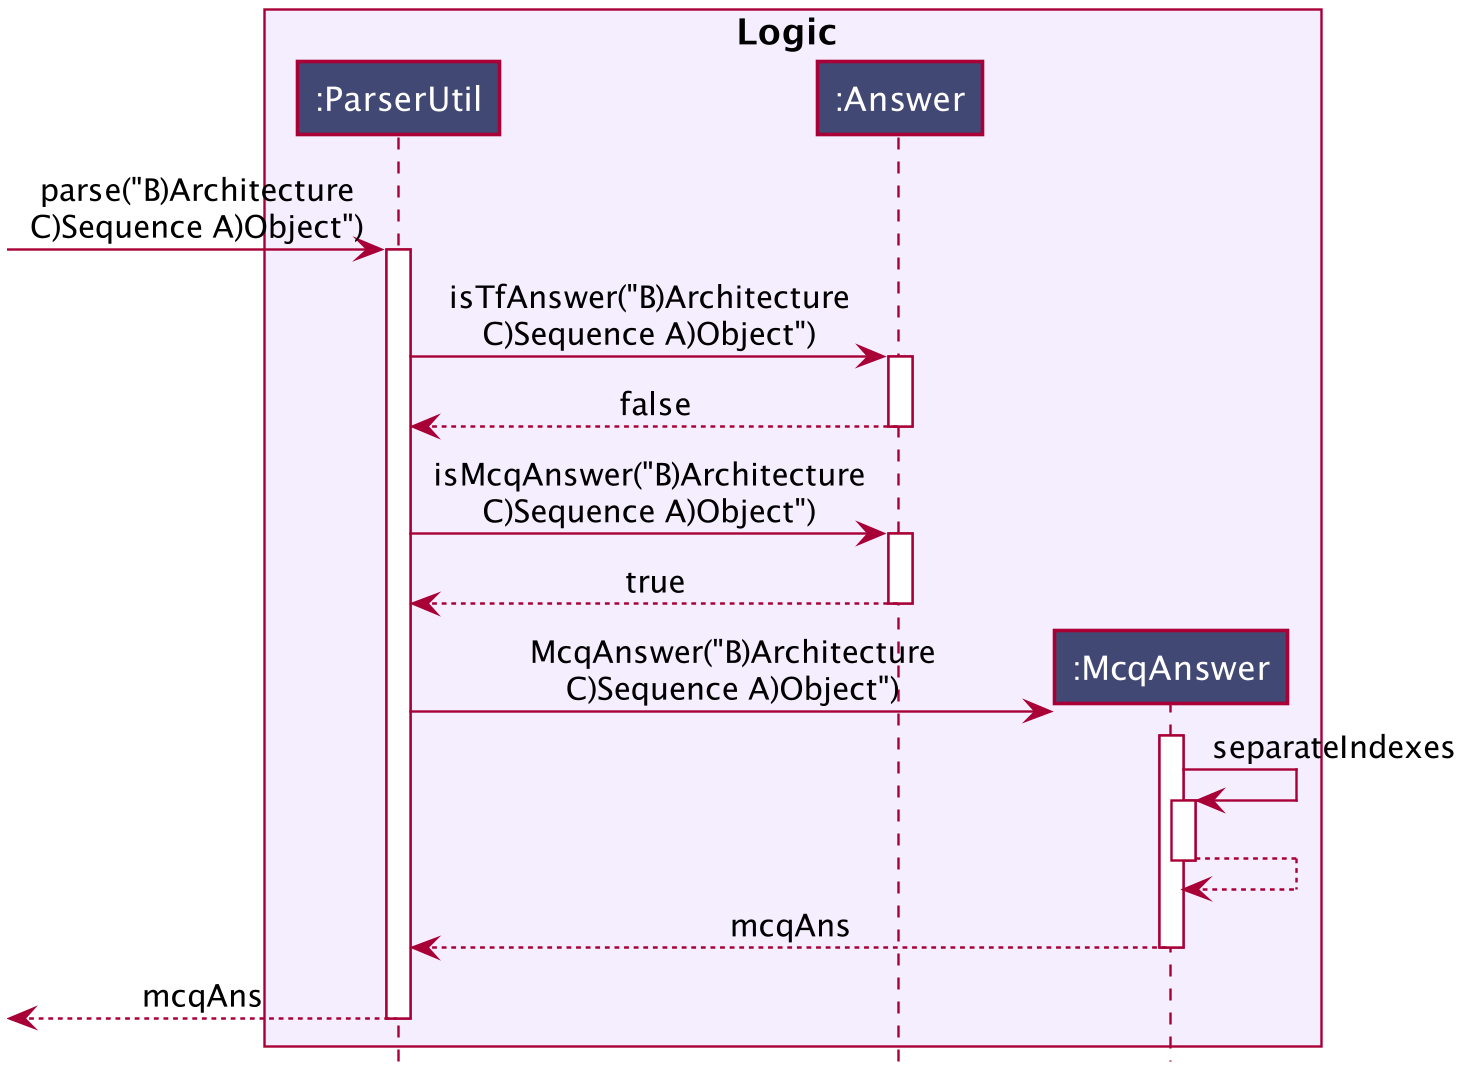 Logic
:ParserUtil
:Answer
parse("B)Architecture
C)Sequence A)Object")
isTfAnswer("B)Architecture
C)Sequence A)Object")
false
isMcqAnswer("B)Architecture
C)Sequence A)Object")
true
McqAnswer("B)Architecture
C)Sequence A)Object")
:McqAnswer
separateIndexes
mcqAns
mcqAns